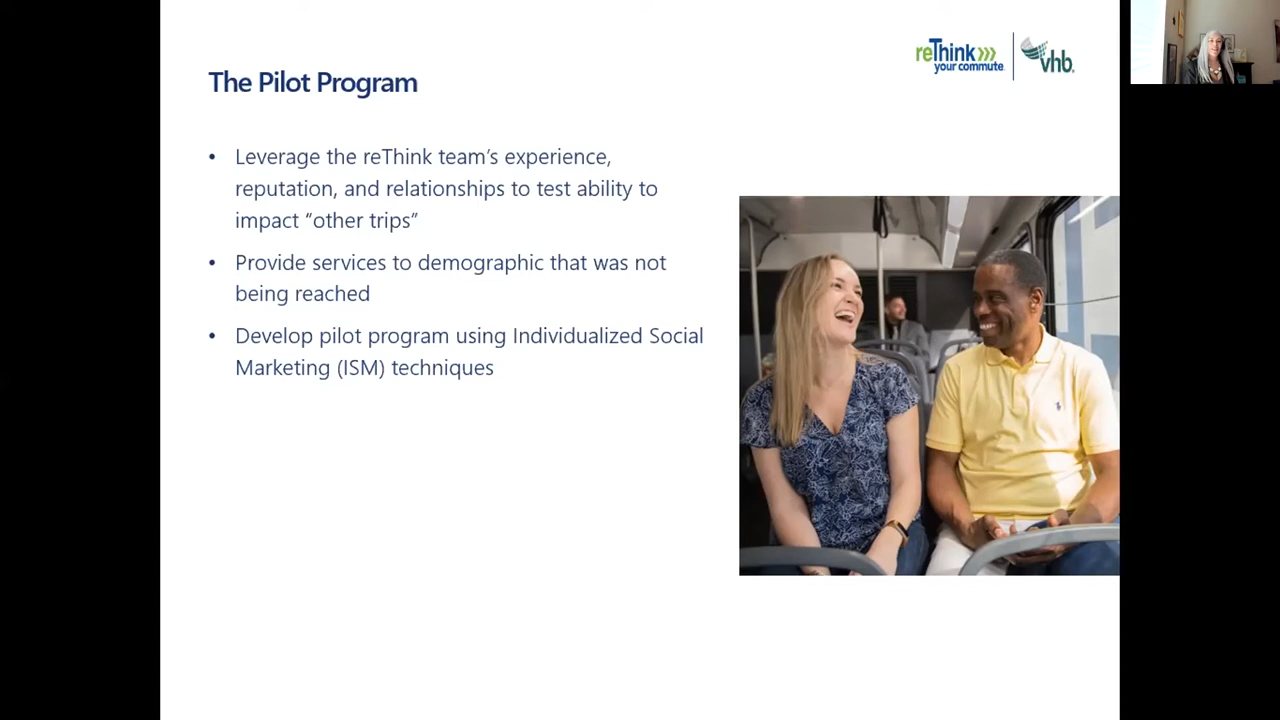 The Pilot Program
reThink
your commute
vhb
• Leverage the reThink team's experience,
reputation, and relationships to test ability to
impact “other trips”
• Provide services to demographic that was not
being reached
• Develop pilot program using Individualized Social
Marketing (ISM) techniques